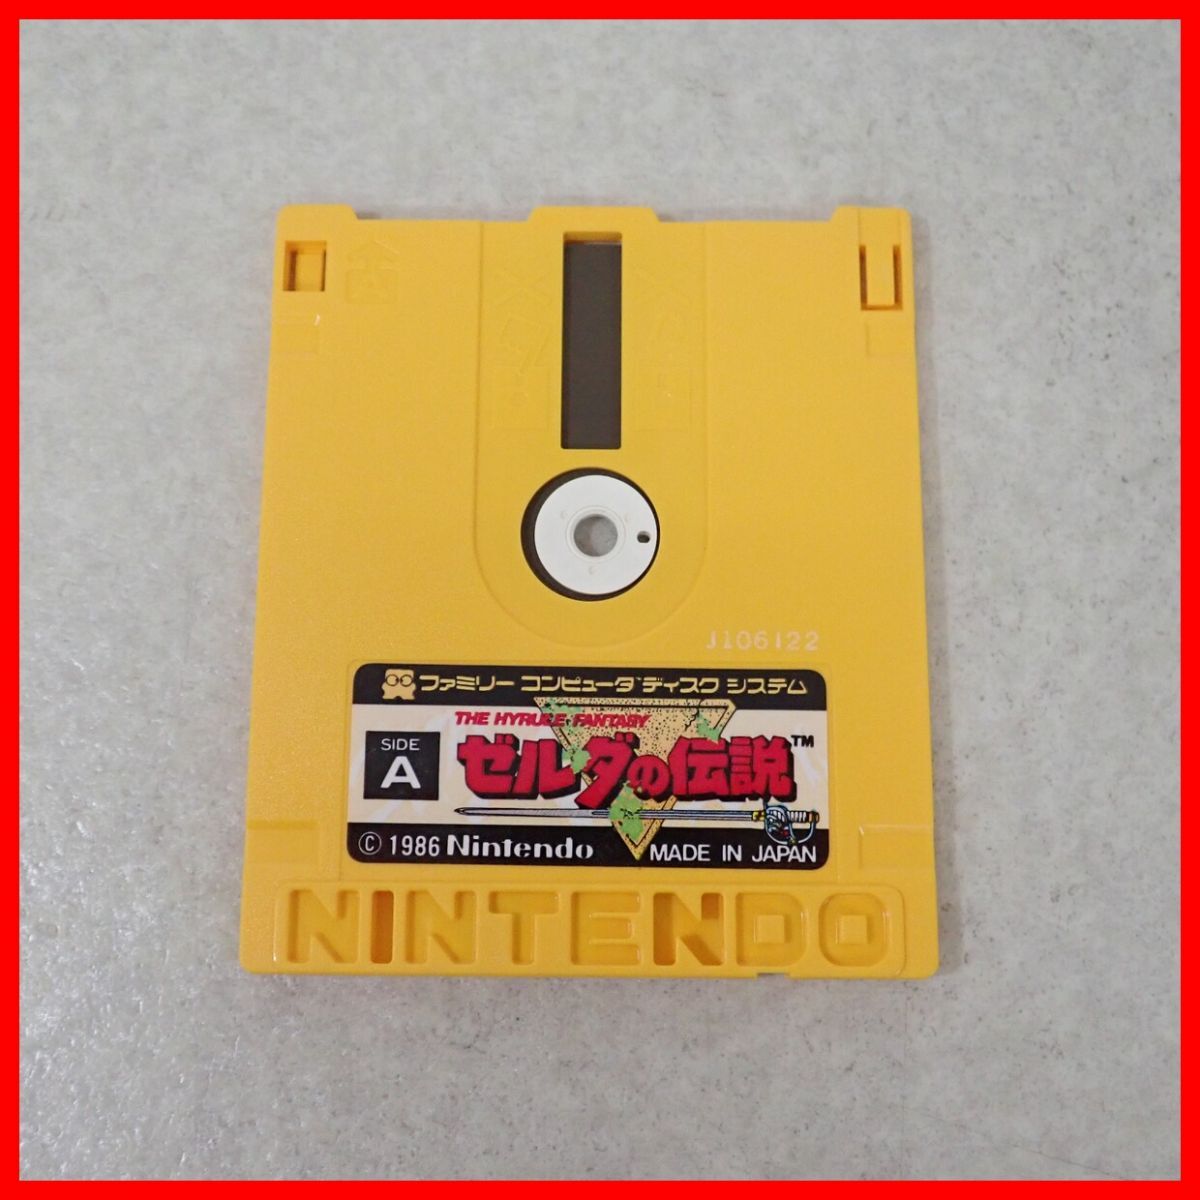 J106122
ファミリー コンピュータ ディスク システム
THE HYRULE FANTASY
ゼルダの伝説™
SIDE
A
© 1986 Nintendo
MADE IN JAPAN
NINTENDO